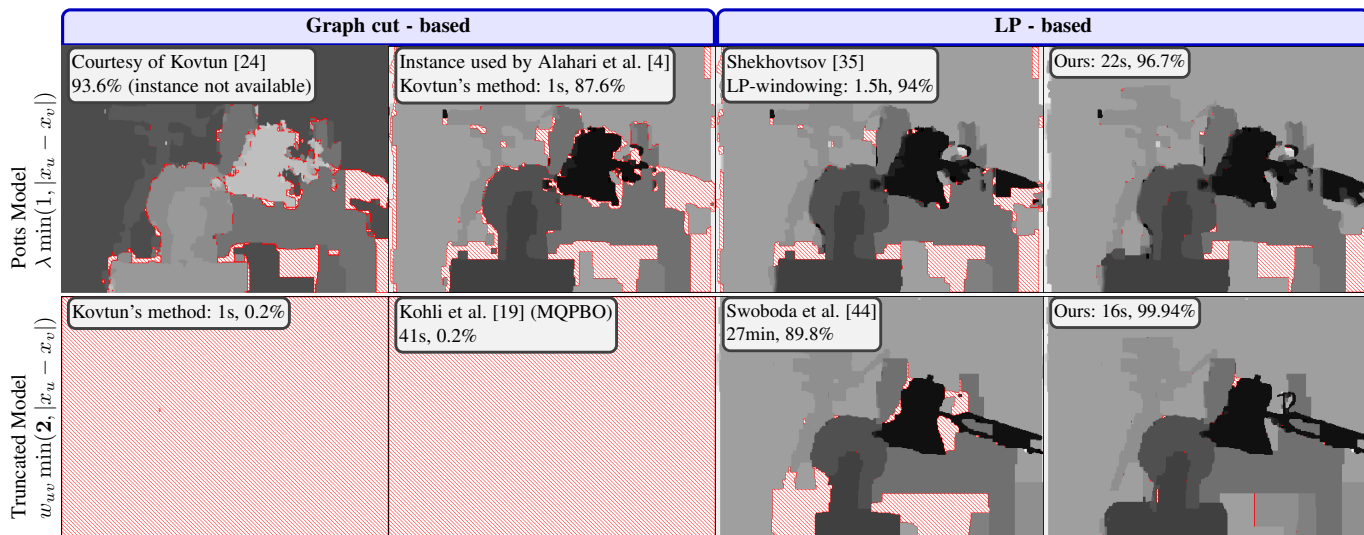 Graph cut - based
LP - based
Potts Model
λ min(1, |x_u − x_v|)
Courtesy of Kovtun [24]
93.6% (instance not available)
Instance used by Alahari et al. [4]
Kovtun's method: 1s, 87.6%
Shekhovtsov [35]
LP-windowing: 1.5h, 94%
Ours: 22s, 96.7%
Truncated Model
w_{uv} min(2, |x_u − x_v|)
Kovtun's method: 1s, 0.2%
Kohli et al. [19] (MQPBO)
41s, 0.2%
Swoboda et al. [44]
27min, 89.8%
Ours: 16s, 99.94%